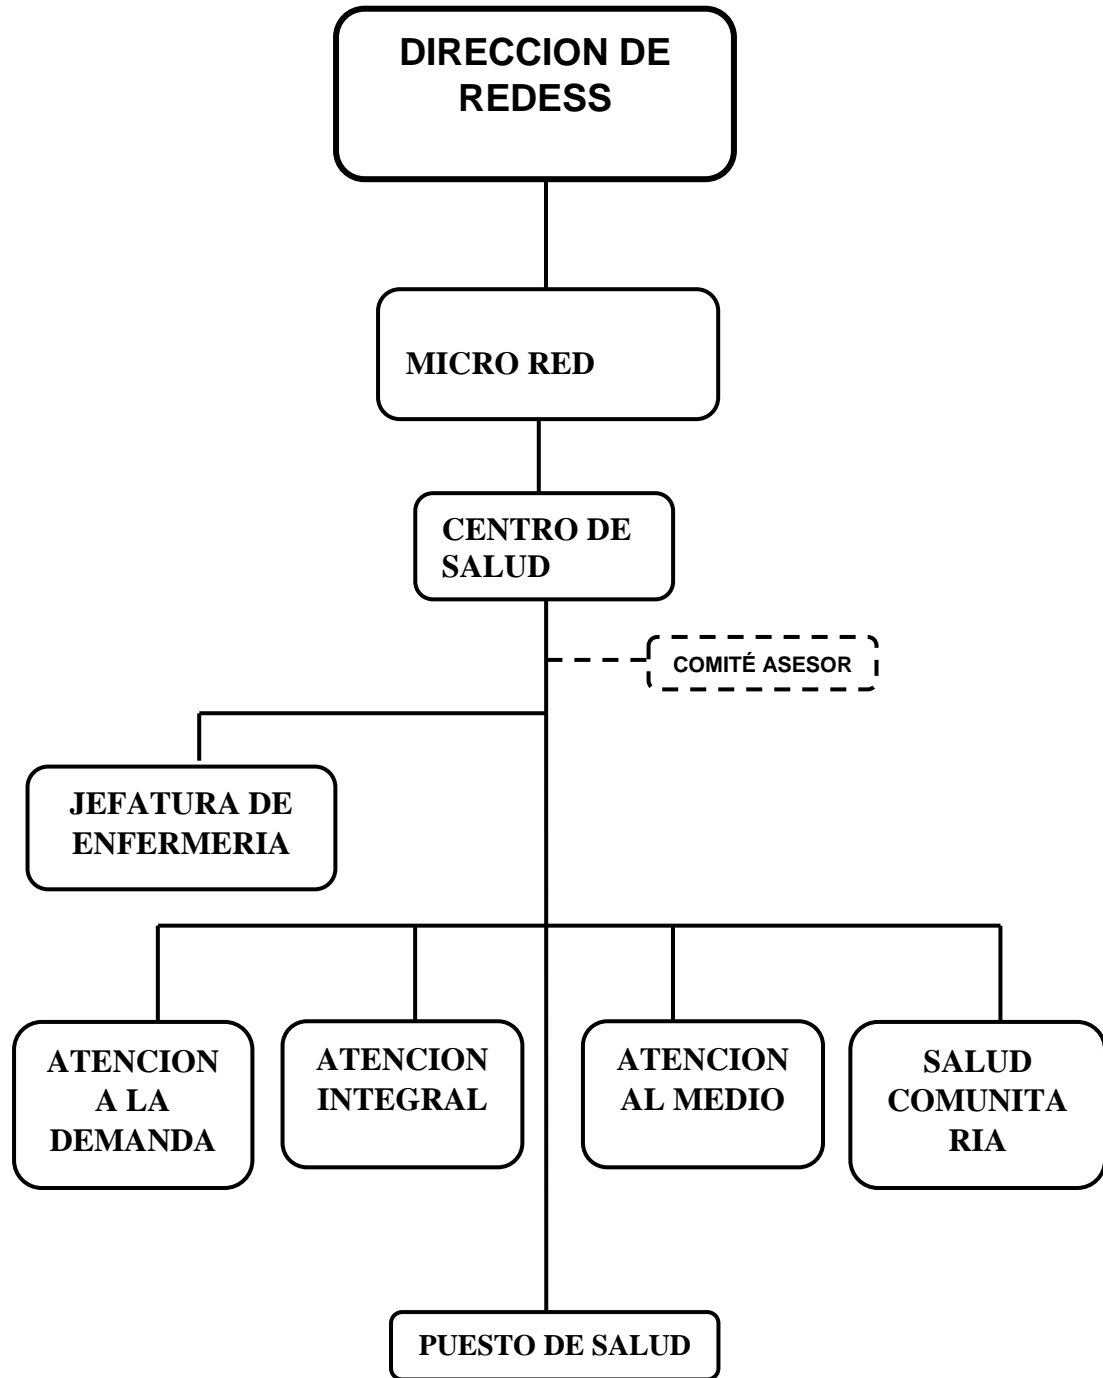 DIRECCION DE
REDESS
MICRO RED
CENTRO DE
SALUD
COMITÉ ASESOR
JEFATURA DE
ENFERMERIA
ATENCION
A LA
DEMANDA
ATENCION
INTEGRAL
ATENCION
AL MEDIO
SALUD
COMUNITA
RIA
PUESTO DE SALUD